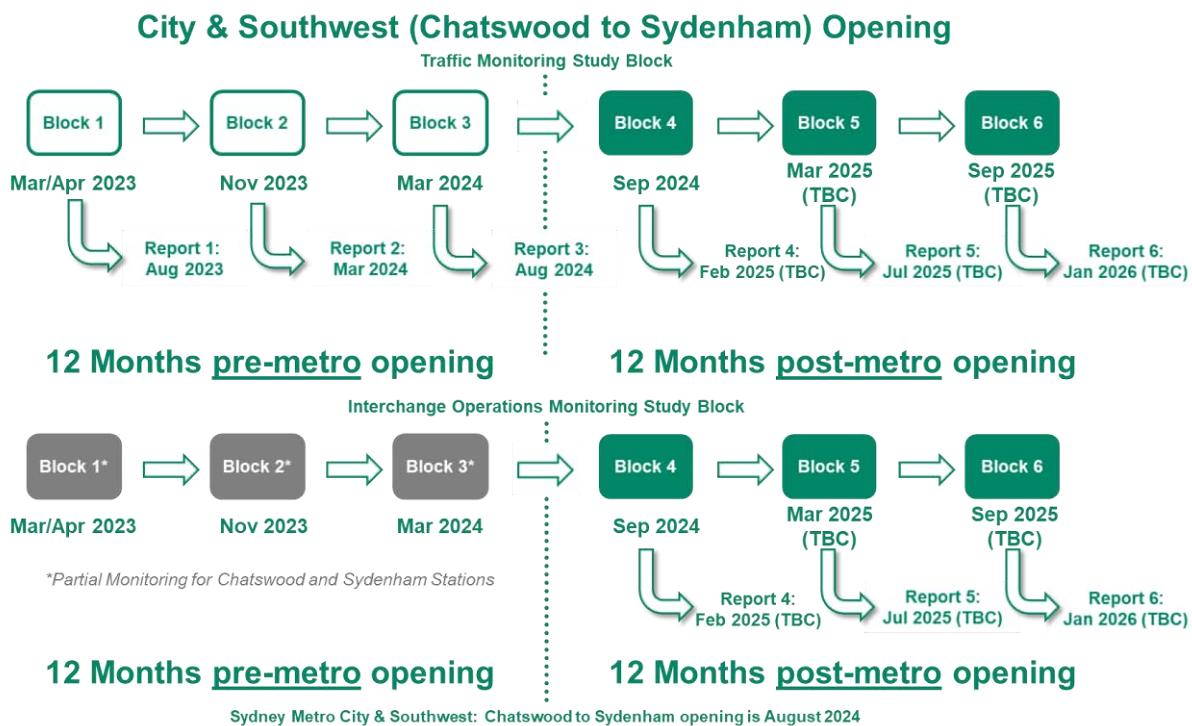 City & Southwest (Chatswood to Sydenham) Opening
Traffic Monitoring Study Block
Block 1
Block 2
Block 3
Block 4
Block 5
Block 6
Mar/Apr 2023
Nov 2023
Mar 2024
Sep 2024
Mar 2025
(TBC)
Sep 2025
(TBC)
Report 1:
Aug 2023
Report 2:
Mar 2024
Report 3:
Aug 2024
Report 4:
Feb 2025 (TBC)
Report 5:
Jul 2025 (TBC)
Report 6:
Jan 2026 (TBC)
12 Months pre-metro opening
12 Months post-metro opening
Interchange Operations Monitoring Study Block
Block 1*
Block 2*
Block 3*
Block 4
Block 5
Block 6
Mar/Apr 2023
Nov 2023
Mar 2024
Sep 2024
Mar 2025
(TBC)
Sep 2025
(TBC)
*Partial Monitoring for Chatswood and Sydenham Stations
Report 4:
Feb 2025 (TBC)
Report 5:
Jul 2025 (TBC)
Report 6:
Jan 2026 (TBC)
12 Months pre-metro opening
12 Months post-metro opening
Sydney Metro City & Southwest: Chatswood to Sydenham opening is August 2024